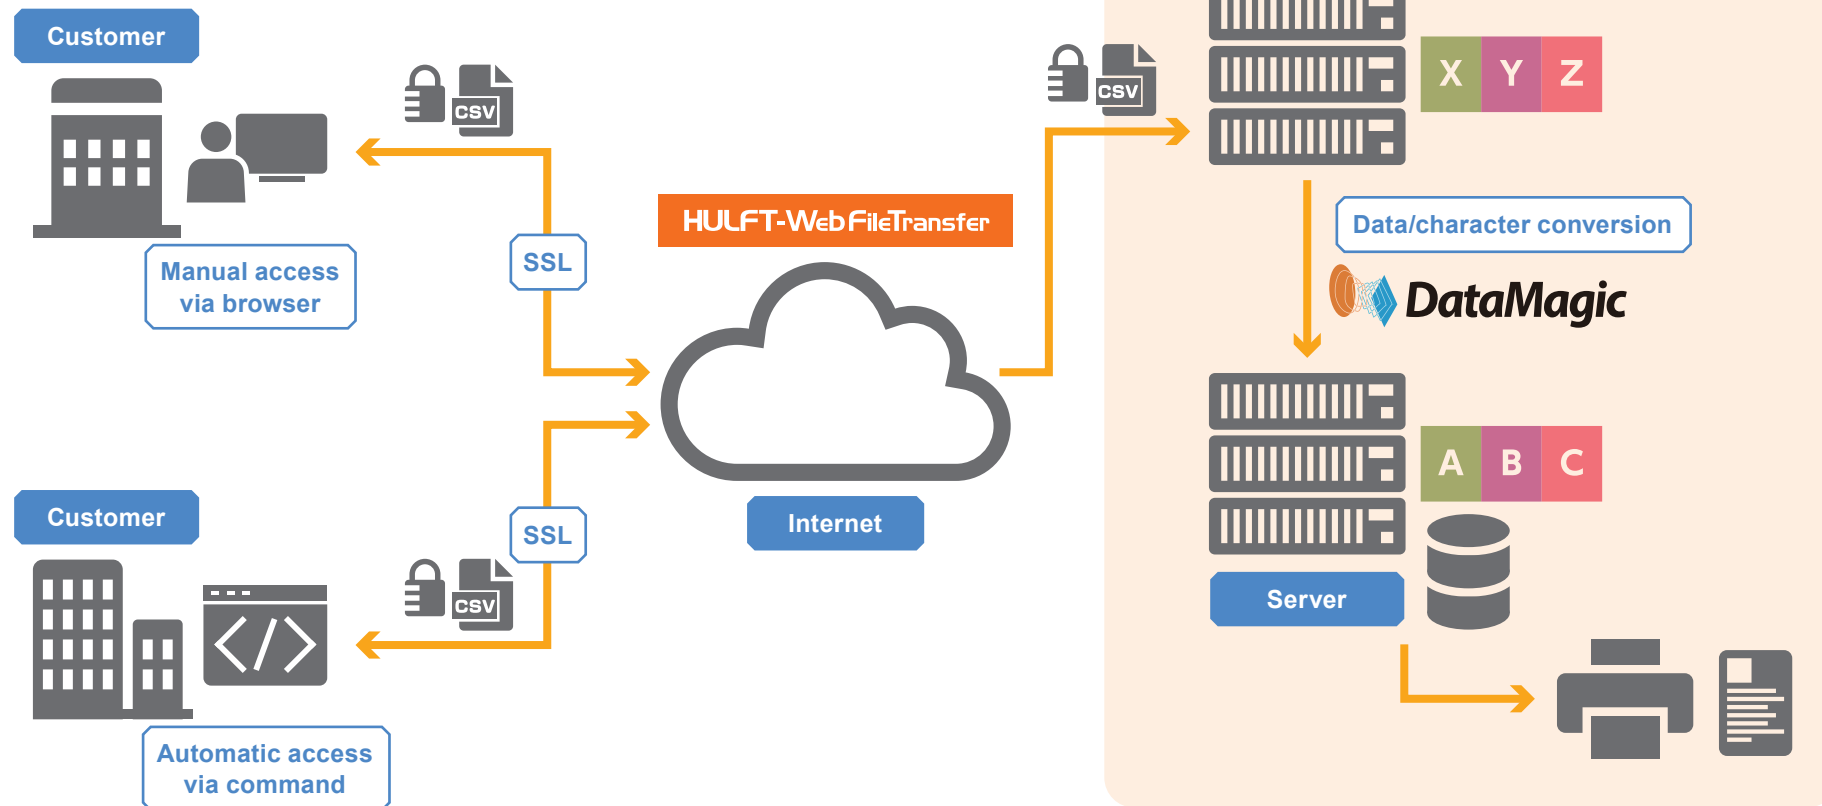 Customer
CSV
Manual access
via browser
SSL
HULFT-WebFileTransfer
Internet
Customer
SSL
CSV
Automatic access
via command
CSV
X Y Z
Data/character conversion
DataMagic
A B C
Server